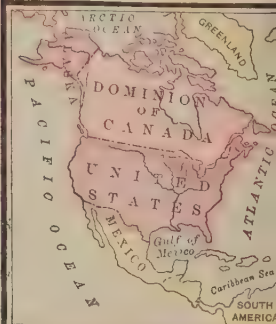 ARCTIC
OCEAN
GREENLAND
ALASKA
DOMINION
OF
CANADA
PACIFIC OCEAN
UNITED
STATES
ATLANTIC
MEXICO
Gulf of
Mexico
Caribbean Sea
SOUTH
AMERICA